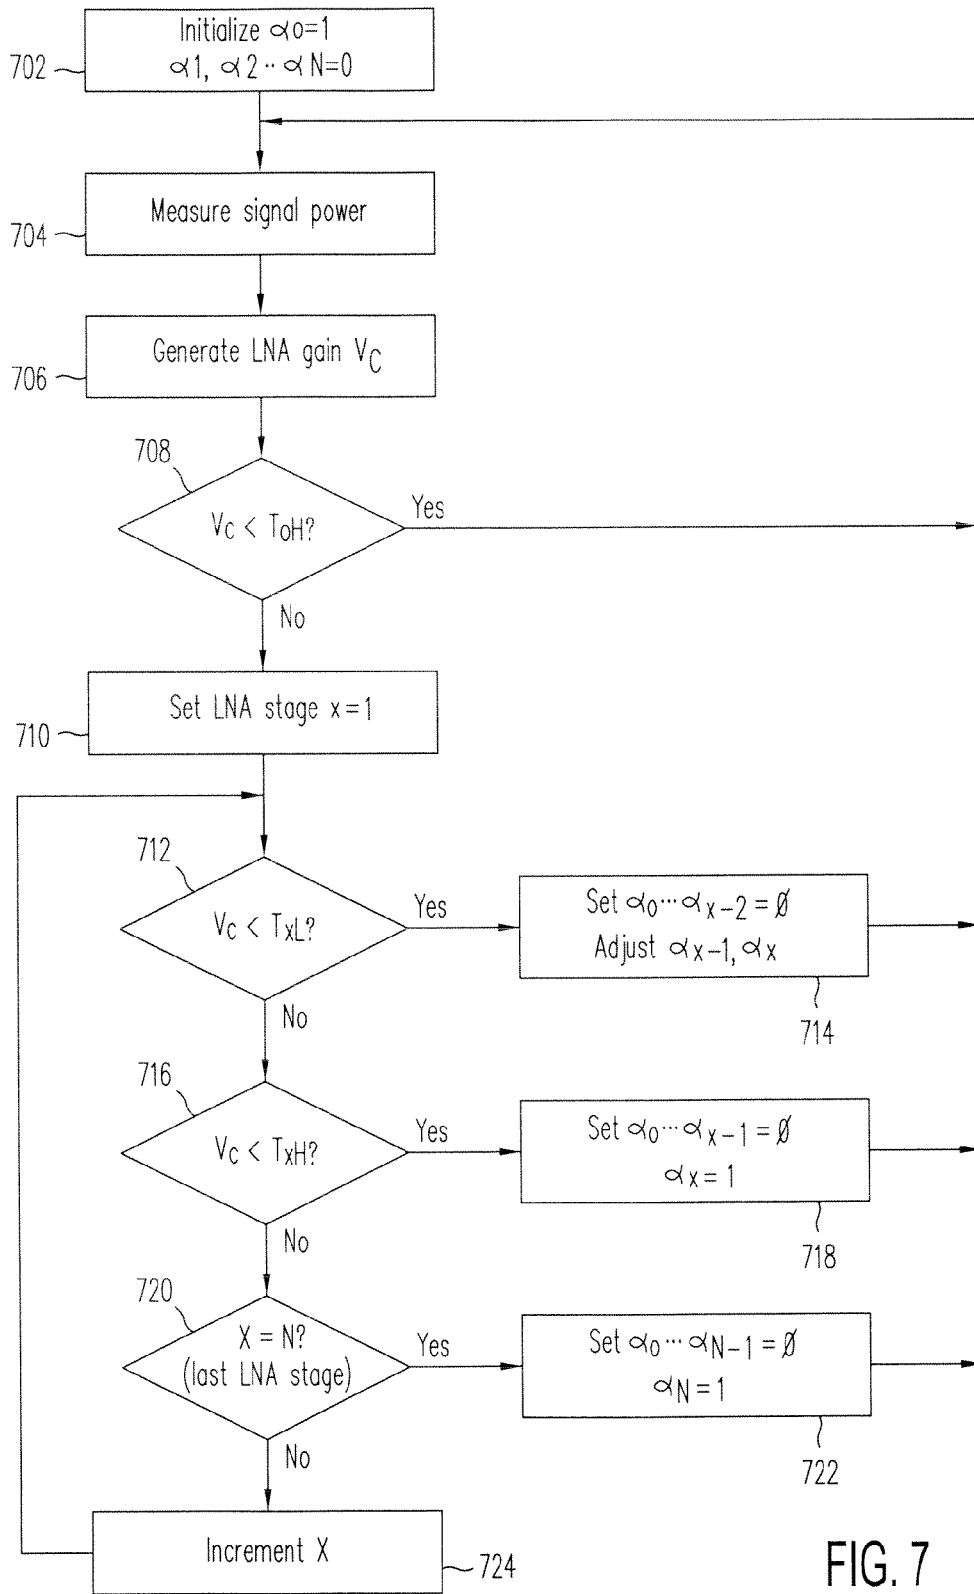 Initialize αo=1
α1, α2·· αN=0
702
Measure signal power
704
Generate LNA gain VC
706
708
Vc < ToH?
Yes
No
Set LNA stage x=1
710
712
Vc < TxL?
Yes
No
Set α0···αx-2=Ø
Adjust αx-1, αx
714
716
Vc < TxH?
Yes
No
Set α0···αx-1=Ø
αx=1
718
720
X = N?
(last LNA stage)
Yes
No
Set α0···αN-1=Ø
αN=1
722
Increment X
724
FIG. 7